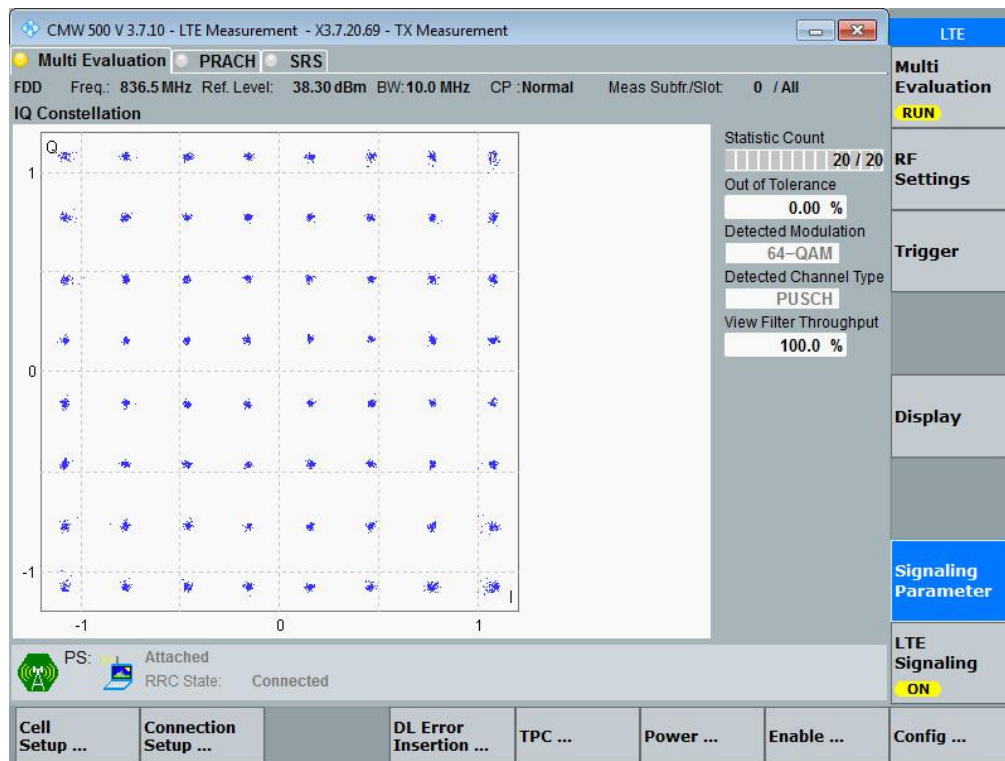 CMW 500 V 3.7.10 - LTE Measurement - X3.7.20.69 - TX Measurement
LTE
Multi Evaluation PRACH SRS
FDD Freq.: 836.5 MHz Ref. Level: 38.30 dBm BW: 10.0 MHz CP : Normal Meas Subfr./Slot: 0 / All
IQ Constellation
Q
1
0
-1
-1 0 1
I
Statistic Count
20 / 20
Out of Tolerance
0.00 %
Detected Modulation
64-QAM
Detected Channel Type
PUSCH
View Filter Throughput
100.0 %
Multi
Evaluation
RUN
RF
Settings
Trigger
Display
Signaling
Parameter
LTE
Signaling
ON
PS: Attached
RRC State: Connected
Cell
Setup ...
Connection
Setup ...
DL Error
Insertion ...
TPC ...
Power ...
Enable ...
Config ...